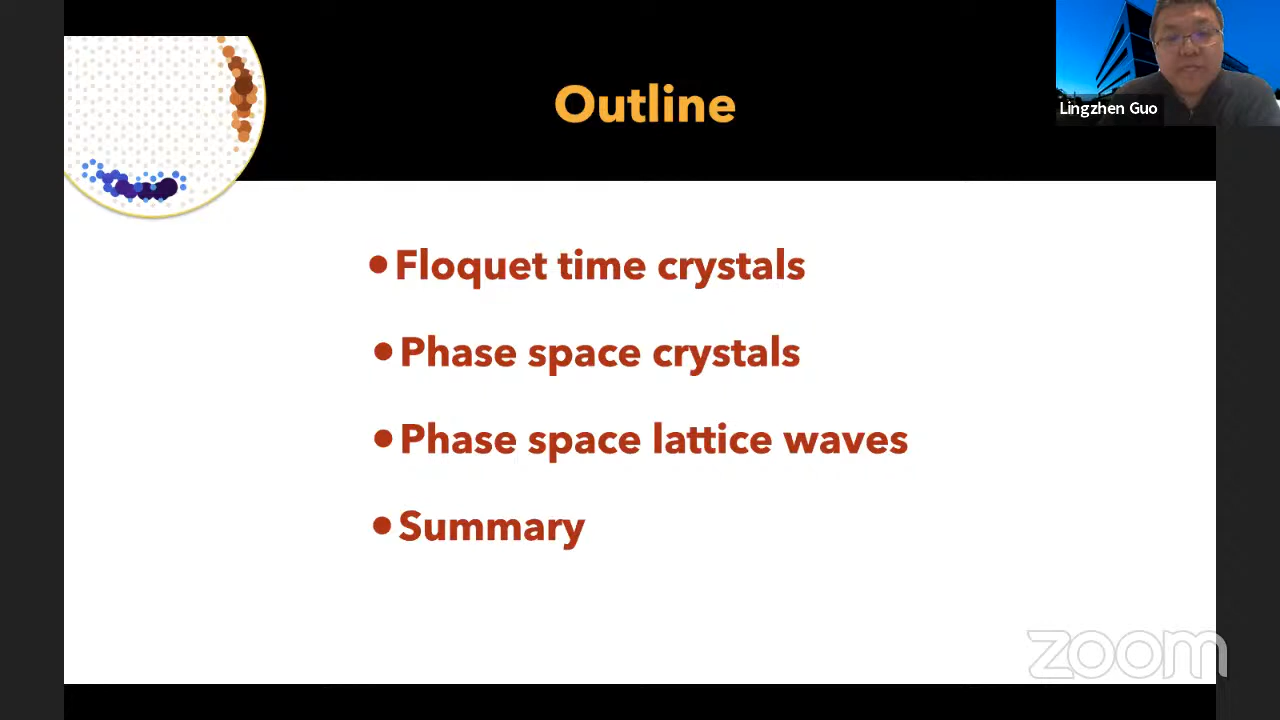 Outline
Lingzhen Guo
•Floquet time crystals
•Phase space crystals
•Phase space lattice waves
•Summary
zoom